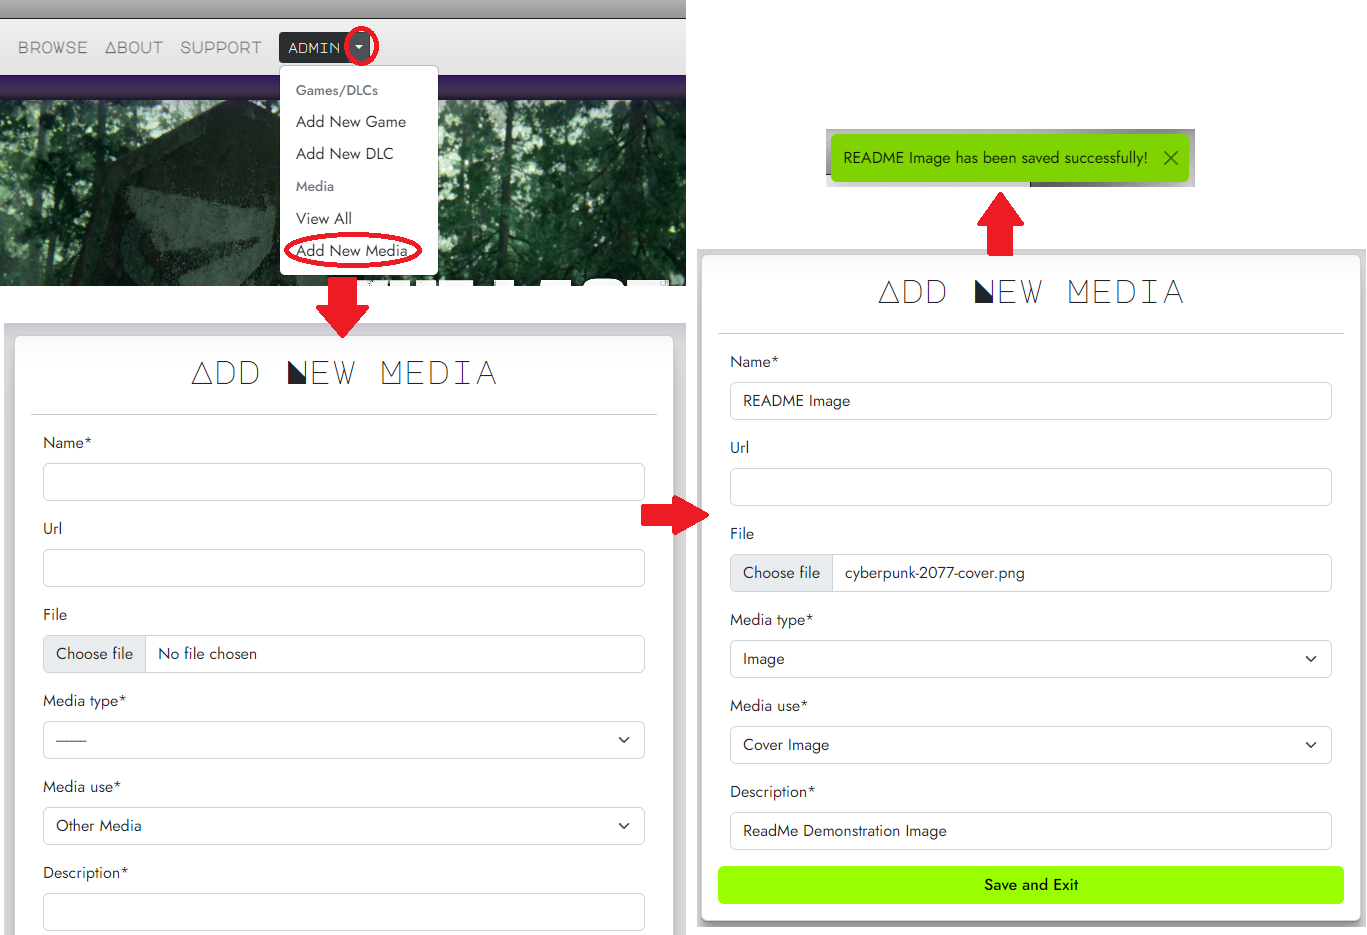 BROWSE ABOUT SUPPORT ADMIN
Games/DLCs
Add New Game
Add New DLC
Media
View All
Add New Media
ADD NEW MEDIA
Name*
Url
File
Choose file No file chosen
Media type*
---------
Media use*
Other Media
Description*
README Image has been saved successfully!
ADD NEW MEDIA
Name*
README Image
Url
File
Choose file cyberpunk-2077-cover.png
Media type*
Image
Media use*
Cover Image
Description*
ReadMe Demonstration Image
Save and Exit